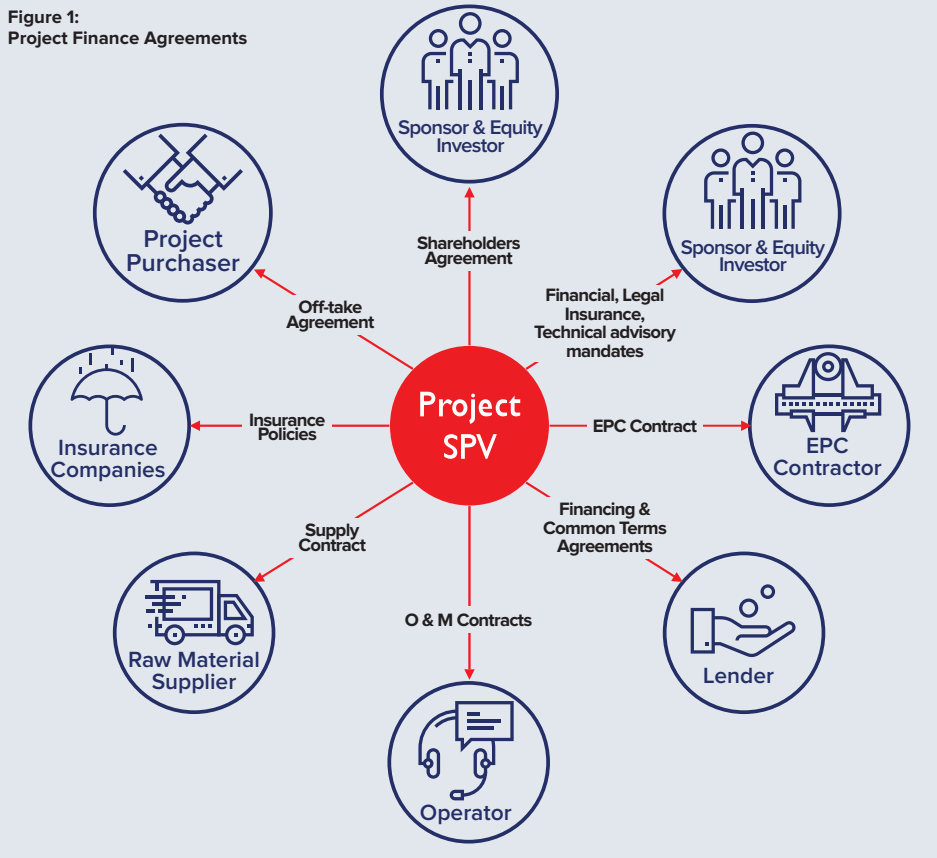 Figure 1:
Project Finance Agreements
Sponsor & Equity
Investor
Project
Purchaser
Sponsor & Equity
Investor
Shareholders
Agreement
Off-take
Agreement
Financial, Legal
Insurance,
Technical advisory
mandates
Insurance
Companies
Insurance
Policies
Project
SPV
EPC Contract
EPC
Contractor
Supply
Contract
Financing &
Common Terms
Agreements
O & M Contracts
Raw Material
Supplier
Lender
Operator